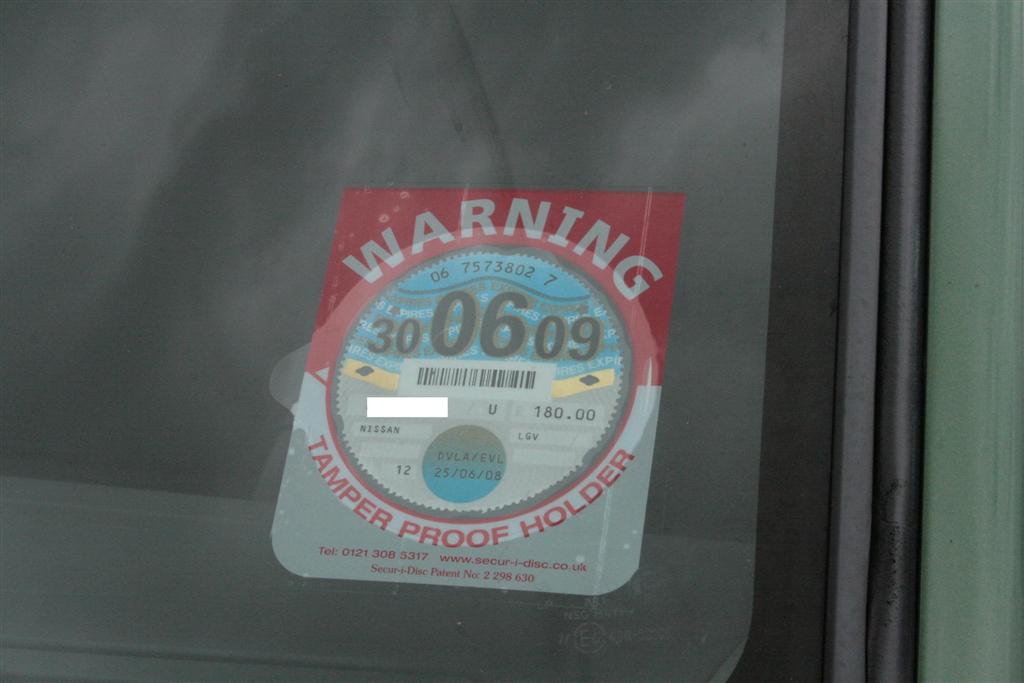 WARNING
06 7573802 7
30 06 09
U £ 180.00
NISSAN
LGV
DVLA/EVL
12 25/06/08
TAMPER PROOF HOLDER
Tel: 0121 308 5317 www.secur-i-disc.co.uk
Secur-i-Disc Patent No: 2 298 630